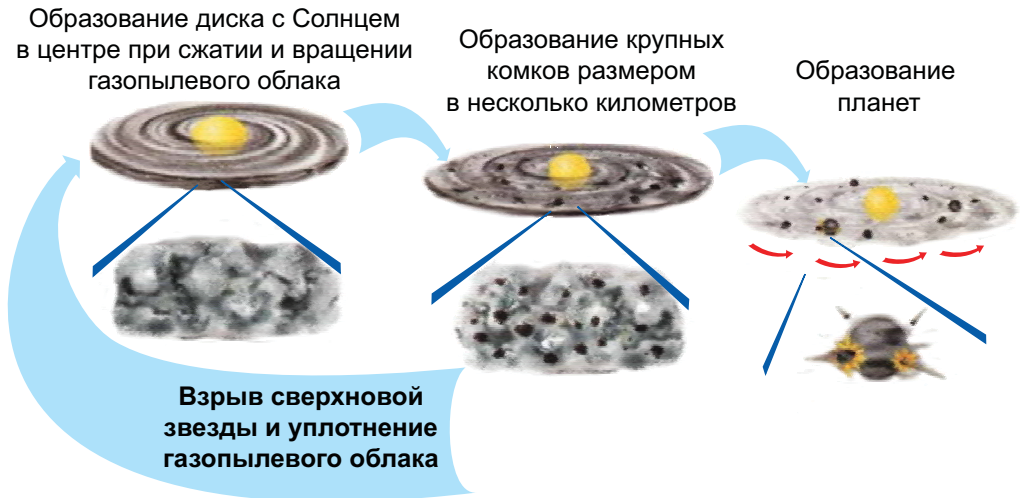 Образование диска с Солнцем
в центре при сжатии и вращении
газопылевого облака
Образование крупных
комков размером
в несколько километров
Образование
планет
Взрыв сверхновой
звезды и уплотнение
газопылевого облака